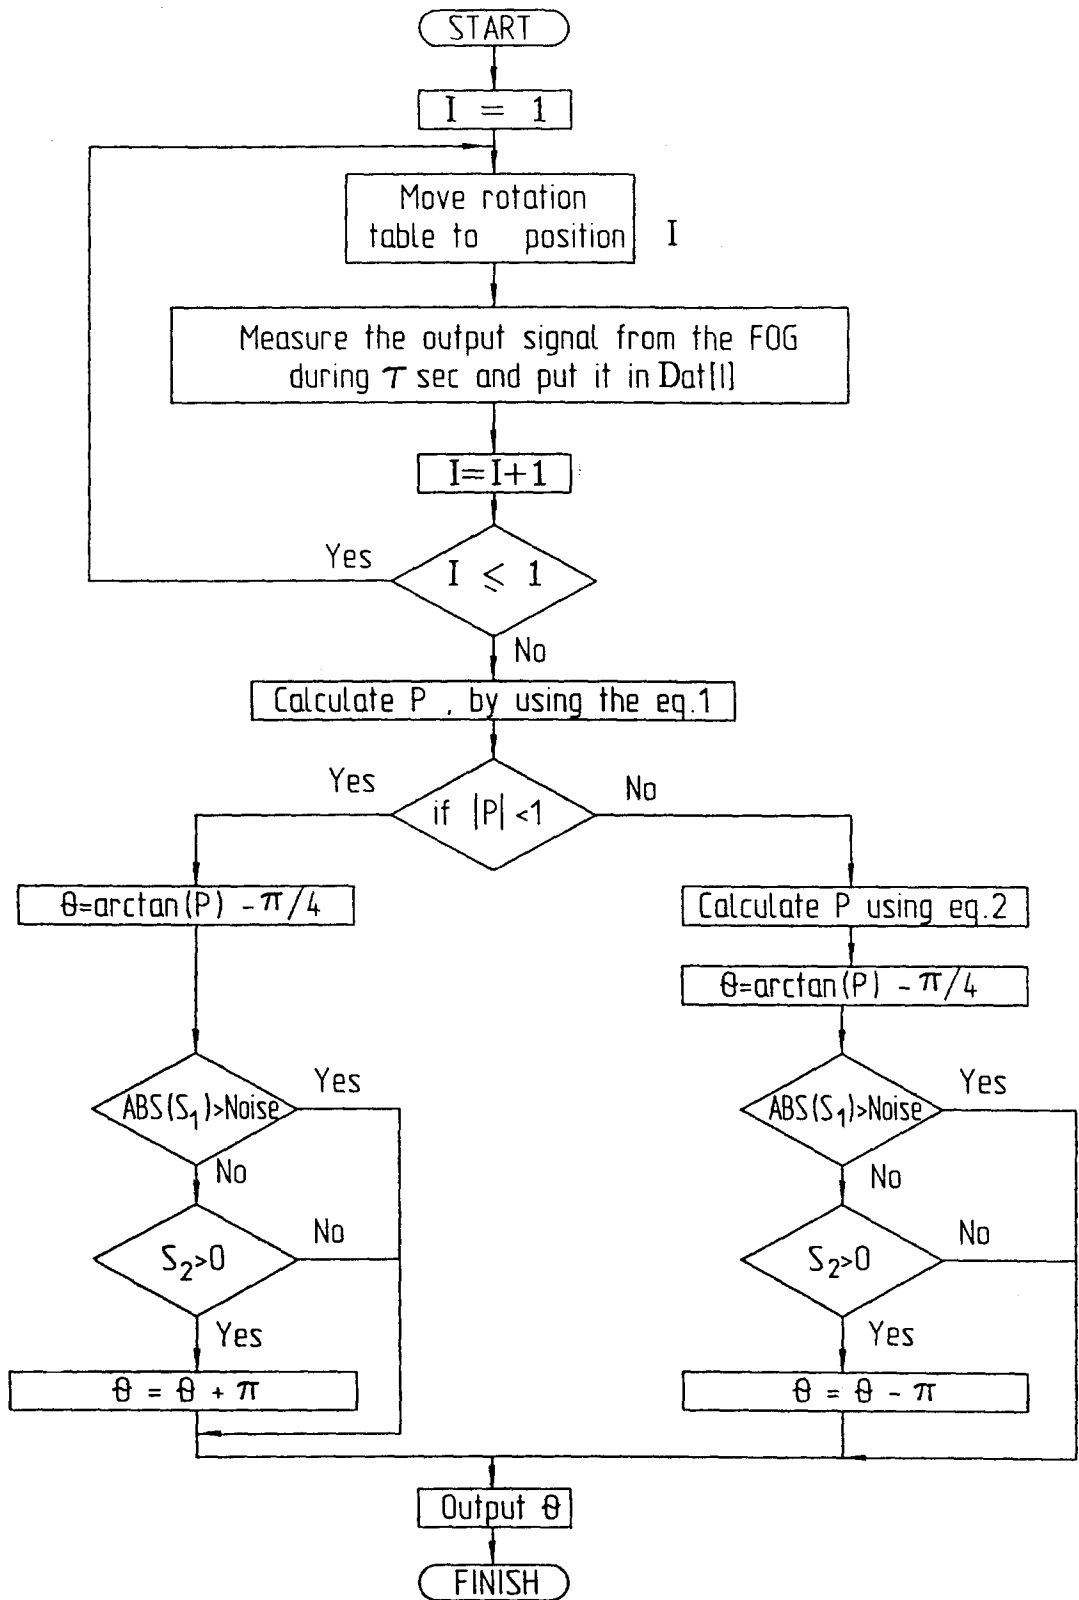 START
I = 1
Move rotation
table to position I
Measure the output signal from the FOG
during τ sec and put it in Dat[I]
I=I+1
Yes
I ⩽ 1
No
Calculate P , by using the eq.1
Yes
if |P| <1
No
θ=arctan(P) -π/4
Calculate P using eq.2
θ=arctan(P) -π/4
ABS(S₁)>Noise
Yes
ABS(S₁)>Noise
Yes
No
No
S₂>0
No
S₂>0
No
Yes
Yes
θ = θ + π
θ = θ - π
Output θ
FINISH